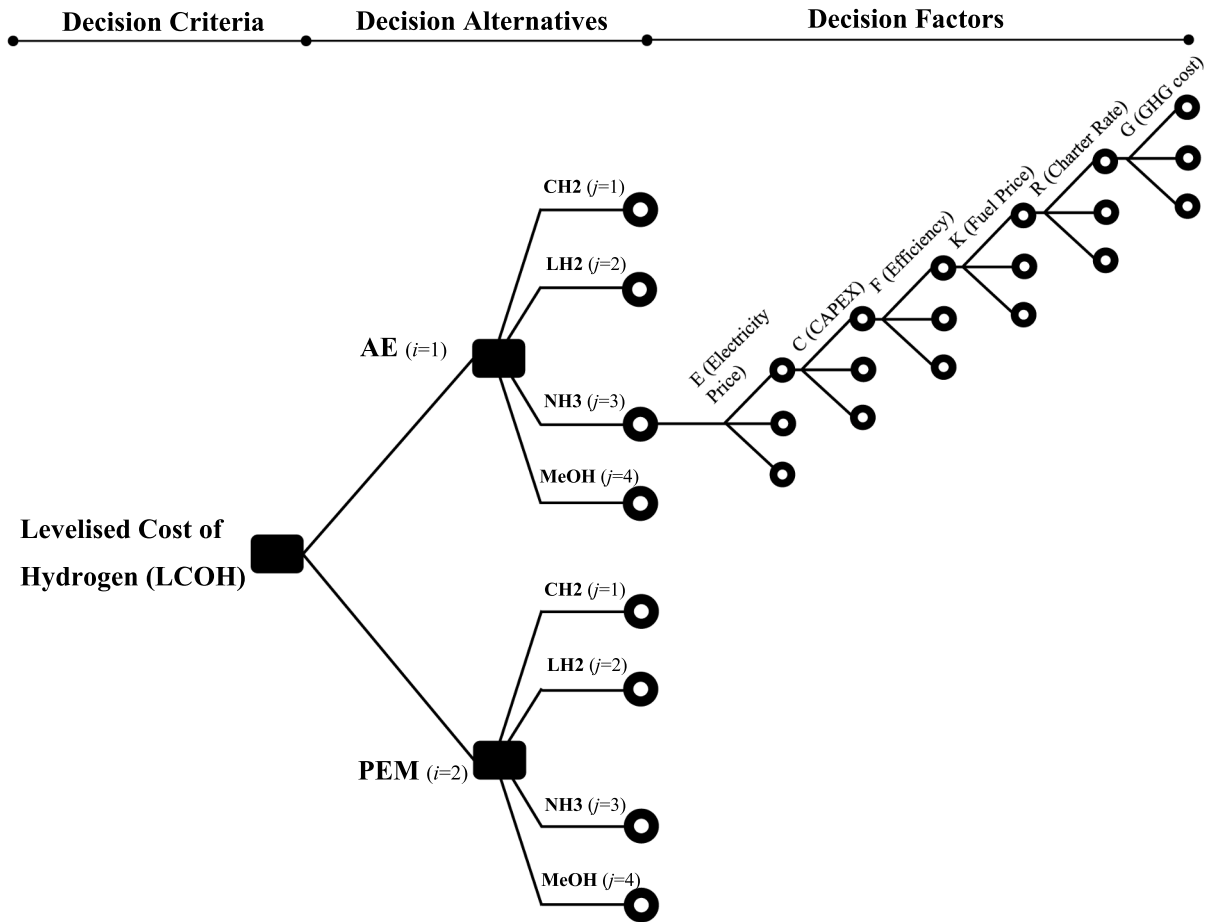 Decision Criteria
Decision Alternatives
Decision Factors
Levelised Cost of
Hydrogen (LCOH)
AE (i=1)
CH2 (j=1)
LH2 (j=2)
NH3 (j=3)
MeOH (j=4)
E (Electricity
Price)
C (CAPEX)
F (Efficiency)
K (Fuel Price)
R (Charter Rate)
G (GHG cost)
PEM (i=2)
CH2 (j=1)
LH2 (j=2)
NH3 (j=3)
MeOH (j=4)